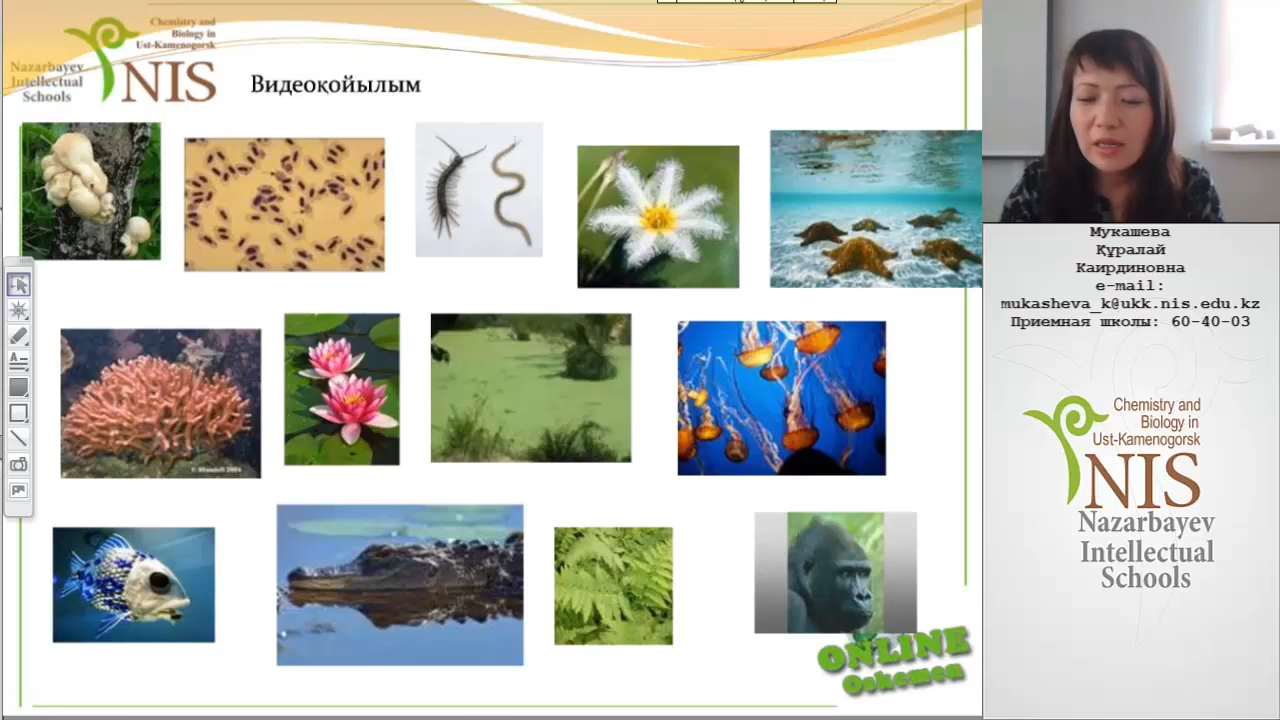 Chemistry and
Biology in
Ust-Kamenogorsk
Nazarbayev
Intellectual
Schools
NIS
Видеоқойылым
ONLINE
Oskemen
Мукашева
Құралай
Каирдиновна
e-mail:
mukasheva_k@ukk.nis.edu.kz
Приемная школы: 60-40-03
Chemistry and
Biology in
Ust-Kamenogorsk
NIS
Nazarbayev
Intellectual
Schools